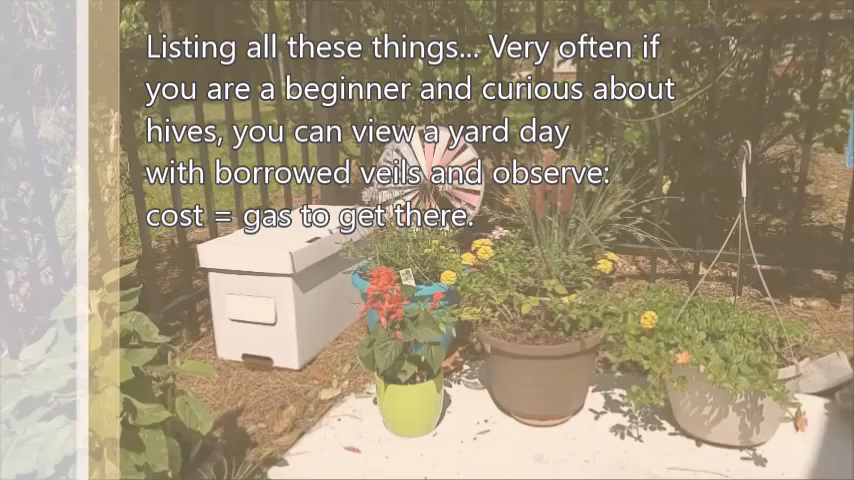 Listing all these things... Very often if
you are a beginner and curious about
hives, you can view a yard day
with borrowed veils and observe:
cost = gas to get there.